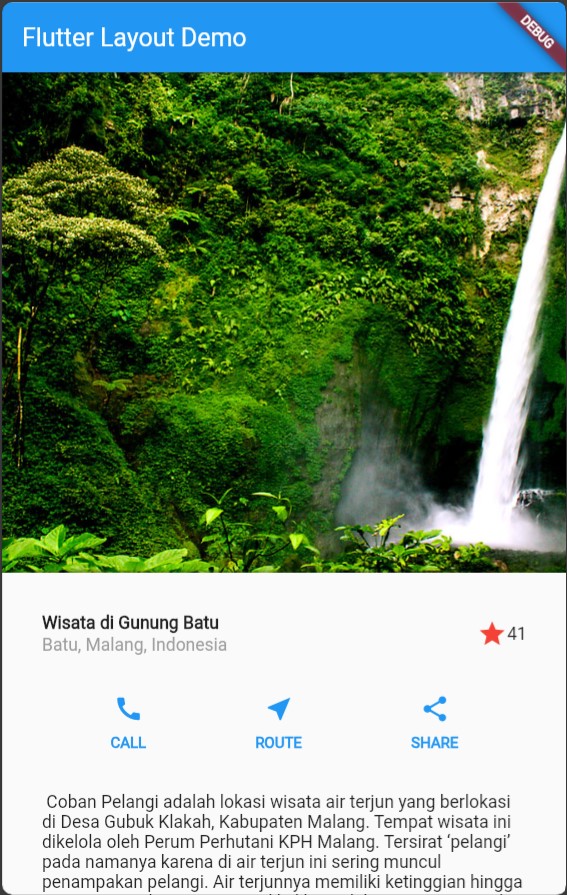 Flutter Layout Demo
DEBUG
Wisata di Gunung Batu
Batu, Malang, Indonesia
41
CALL
ROUTE
SHARE
Coban Pelangi adalah lokasi wisata air terjun yang berlokasi
di Desa Gubuk Klakah, Kabupaten Malang. Tempat wisata ini
dikelola oleh Perum Perhutani KPH Malang. Tersirat ‘pelangi’
pada namanya karena di air terjun ini sering muncul
penampakan pelangi. Air terjunnya memiliki ketinggian hingga